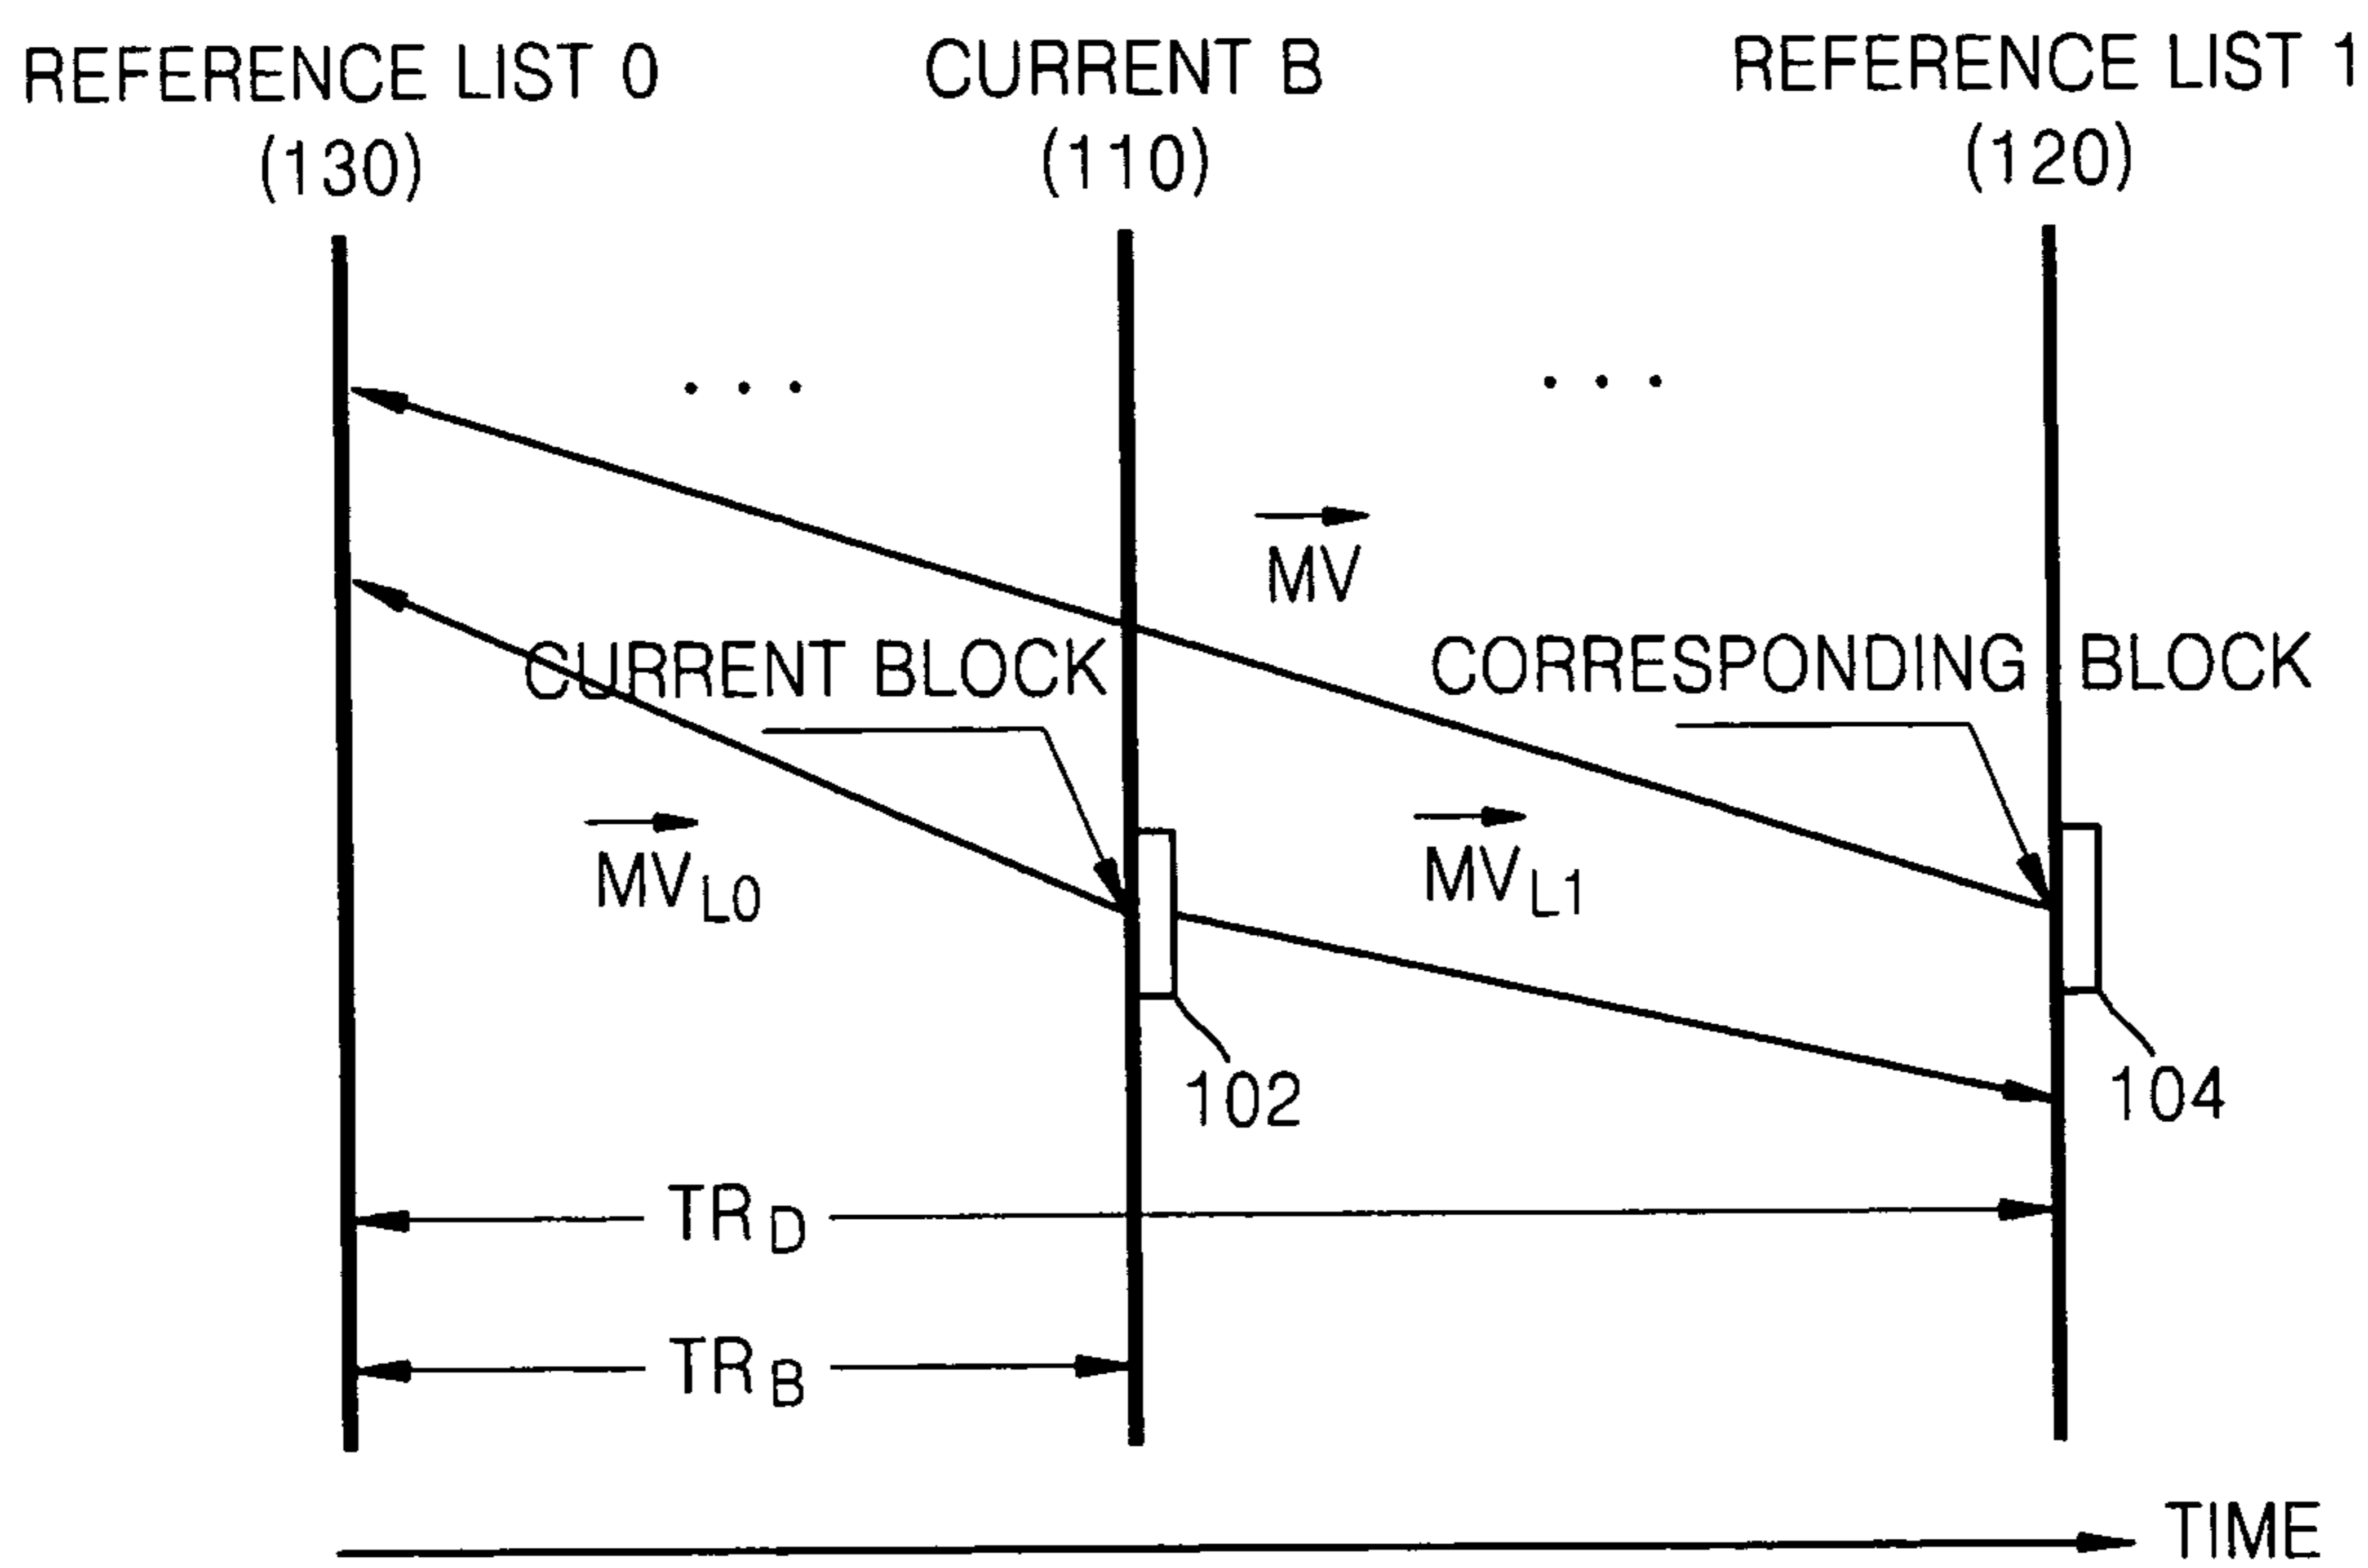 REFERENCE LIST 0
(130)
CURRENT B
(110)
REFERENCE LIST 1
(120)
. . .
. . .
MV
CURRENT BLOCK
CORRESPONDING BLOCK
MVL0
MVL1
102
104
TRD
TRB
TIME